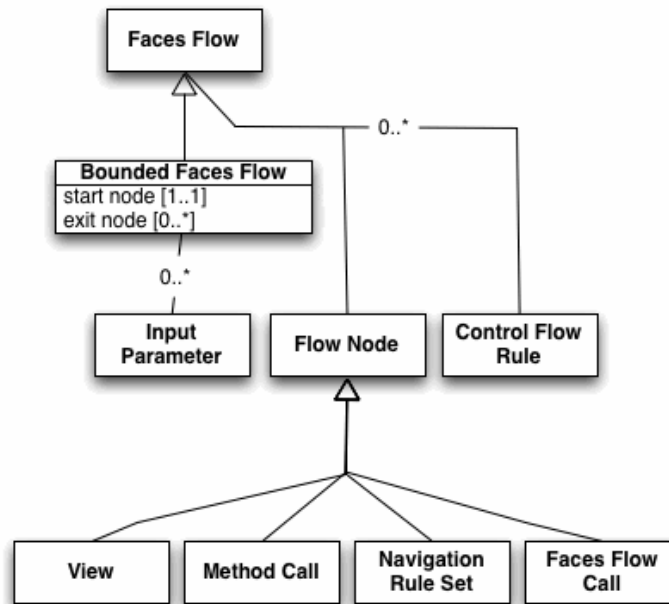 Faces Flow
0..*
Bounded Faces Flow
start node [1..1]
exit node [0..*]
0..*
Input
Parameter
Flow Node
Control Flow
Rule
View
Method Call
Navigation
Rule Set
Faces Flow
Call